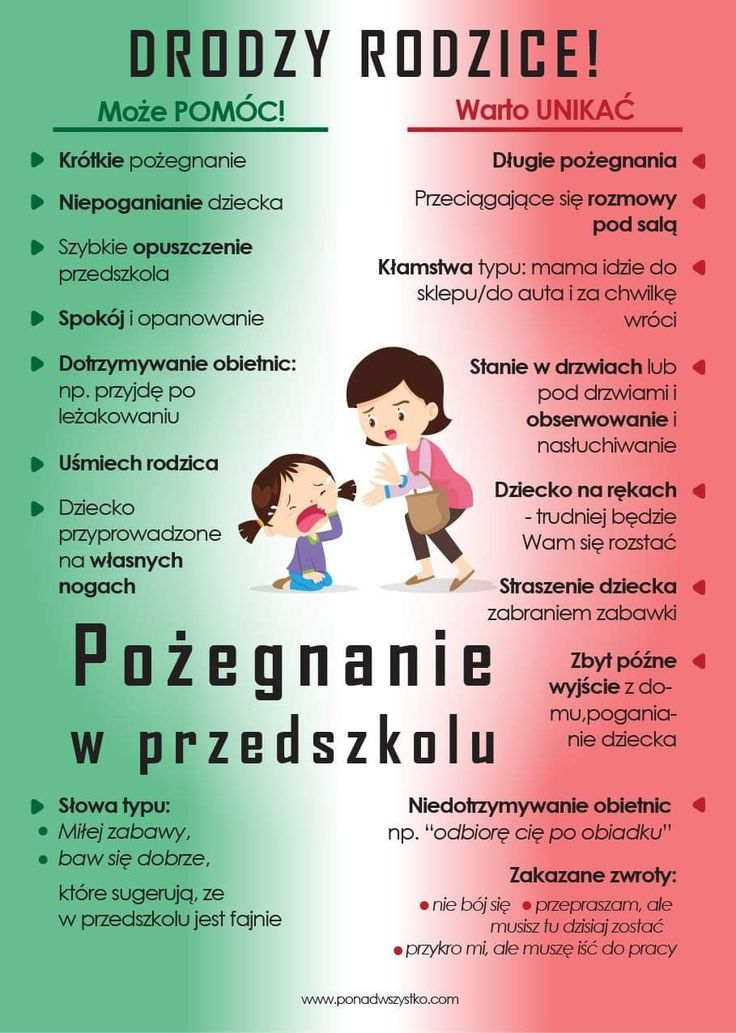 DRODZY RODZICE!
Może POMÓC!
Krótkie pożegnanie
Niepoganianie dziecka
Szybkie opuszczenie
przedszkola
Spokój i opanowanie
Dotrzymywanie obietnic:
np. przyjdę po
leżakowaniu
Uśmiech rodzica
Dziecko
przyprowadzone
na własnych
nogach
Warto UNIKAĆ
Długie pożegnania
Przeciągające się rozmowy
pod salą
Kłamstwa typu: mama idzie do
sklepu/do auta i za chwilkę
wróci
Stanie w drzwiach lub
pod drzwiami i
obserwowanie i
nasłuchiwanie
Dziecko na rękach
- trudniej będzie
Wam się rozstać
Straszenie dziecka
zabraniem zabawki
Zbyt późne
wyjście z do-
mu,pogania-
nie dziecka
Pożegnanie
w przedszkolu
Słowa typu:
• Miłej zabawy,
• baw się dobrze,
które sugerują, ze
w przedszkolu jest fajnie
Niedotrzymywanie obietnic
np. “odbiorę cię po obiadku”
Zakazane zwroty:
• nie bój się • przepraszam, ale
musisz tu dzisiaj zostać
• przykro mi, ale muszę iść do pracy
www.ponadwszystko.com